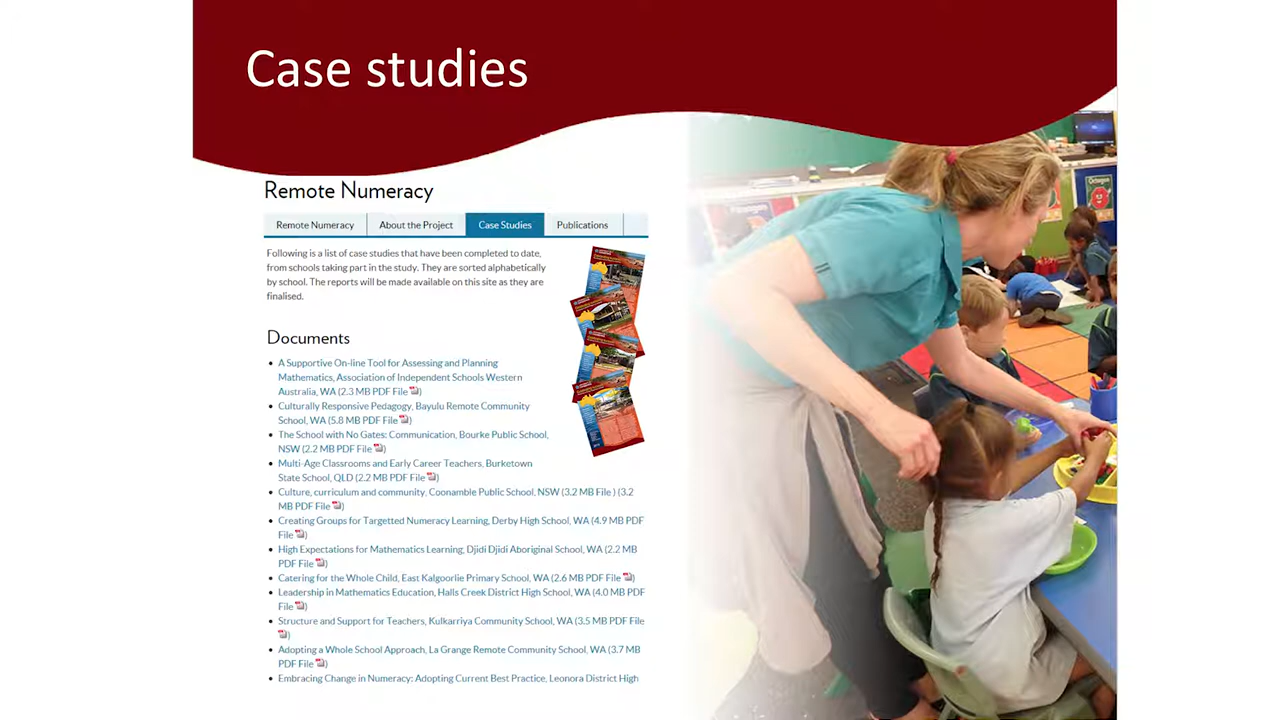 Case studies
Remote Numeracy
Remote Numeracy
About the Project
Case Studies
Publications
Following is a list of case studies that have been completed to date,
from schools taking part in the study. They are sorted alphabetically
by school. The reports will be made available on this site as they are
finalised.
Documents
A Supportive On-line Tool for Assessing and Planning
Mathematics, Association of Independent Schools Western
Australia, WA (2.3 MB PDF File )
Culturally Responsive Pedagogy, Bayulu Remote Community
School, WA (5.8 MB PDF File )
The School with No Gates: Communication, Bourke Public School,
NSW (2.2 MB PDF File )
Multi-Age Classrooms and Early Career Teachers, Burketown
State School, QLD (2.2 MB PDF File )
Culture, curriculum and community, Coonamble Public School, NSW (3.2 MB File ) (3.2
MB PDF File )
Creating Groups for Targetted Numeracy Learning, Derby High School, WA (4.9 MB PDF
File )
High Expectations for Mathematics Learning, Djidi Djidi Aboriginal School, WA (2.2 MB
PDF File )
Catering for the Whole Child, East Kalgoorlie Primary School, WA (2.6 MB PDF File )
Leadership in Mathematics Education, Halls Creek District High School, WA (4.0 MB PDF
File )
Structure and Support for Teachers, Kulkarriya Community School, WA (3.5 MB PDF File
)
Adopting a Whole School Approach, La Grange Remote Community School, WA (3.7 MB
PDF File )
Embracing Change in Numeracy: Adopting Current Best Practice, Leonora District High
Octagon